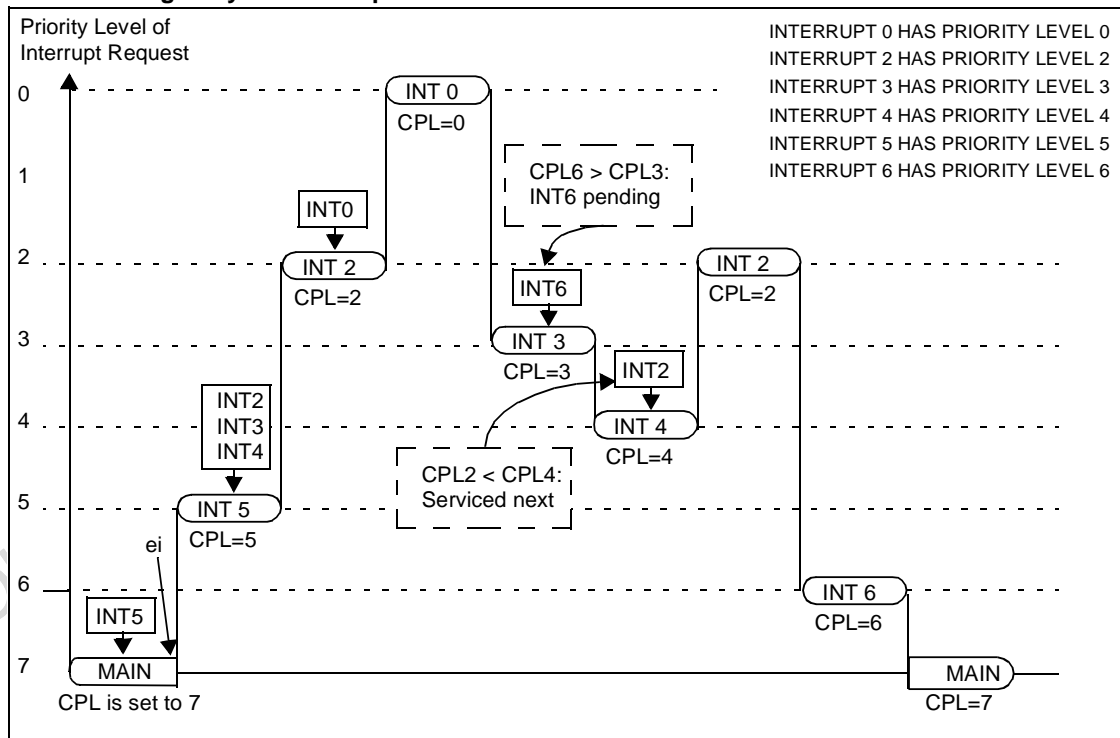 Priority Level of
Interrupt Request
INTERRUPT 0 HAS PRIORITY LEVEL 0
INTERRUPT 2 HAS PRIORITY LEVEL 2
INTERRUPT 3 HAS PRIORITY LEVEL 3
INTERRUPT 4 HAS PRIORITY LEVEL 4
INTERRUPT 5 HAS PRIORITY LEVEL 5
INTERRUPT 6 HAS PRIORITY LEVEL 6
0
INT 0
CPL=0
1
CPL6 > CPL3:
INT6 pending
INT0
2
INT 2
CPL=2
INT 2
CPL=2
INT6
3
INT 3
CPL=3
INT2
INT2
INT3
INT4
4
INT 4
CPL=4
CPL2 < CPL4:
Serviced next
5
INT 5
CPL=5
ei
6
INT 6
CPL=6
INT5
7
MAIN
CPL is set to 7
MAIN
CPL=7